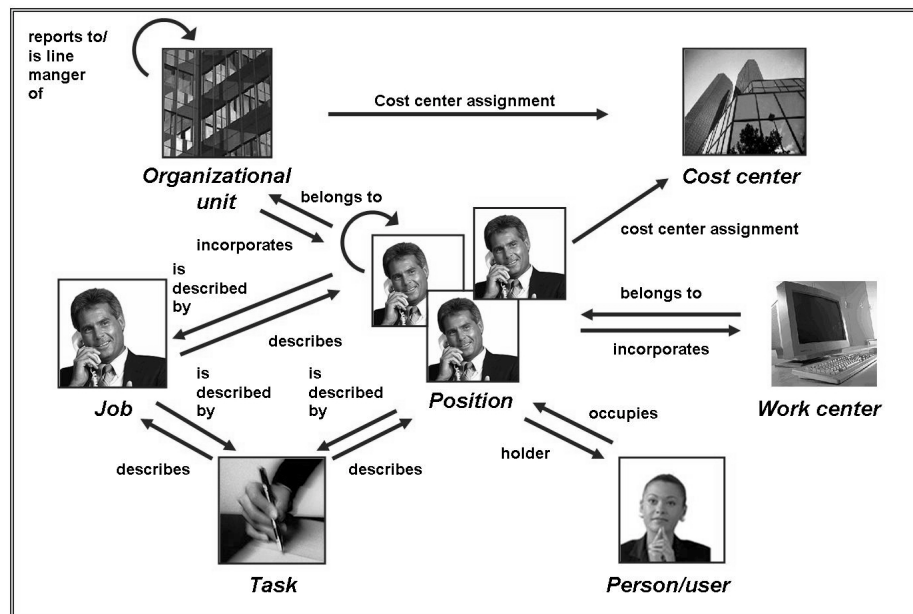 reports to/
is line
manger
of
Cost center assignment
Organizational
unit
Cost center
belongs to
incorporates
cost center assignment
is
described
by
describes
belongs to
incorporates
Job
is
described
by
is
described
by
Position
Work center
occupies
holder
describes
describes
Task
Person/user